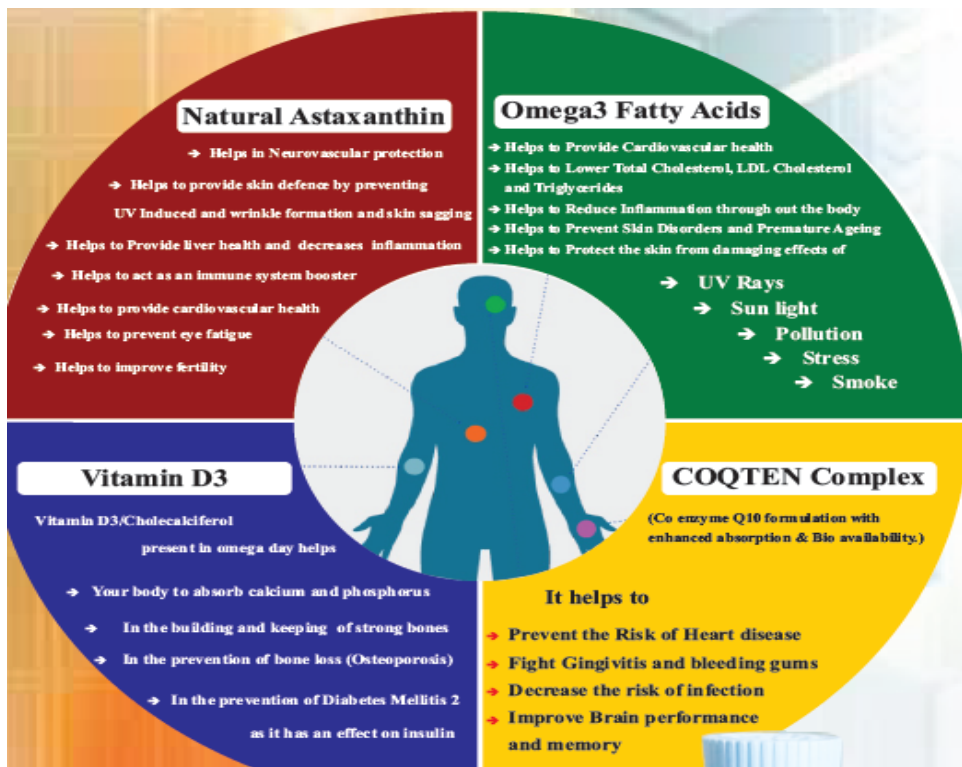 Natural Astaxanthin
➔ Helps in Neurovascular protection
➔ Helps to provide skin defence by preventing
UV Induced and wrinkle formation and skin sagging
➔ Helps to Provide liver health and decreases inflammation
➔ Helps to act as an immune system booster
➔ Helps to provide cardiovascular health
➔ Helps to prevent eye fatigue
➔ Helps to improve fertility
Omega3 Fatty Acids
➔ Helps to Provide Cardiovascular health
➔ Helps to Lower Total Cholesterol, LDL Cholesterol
and Triglycerides
➔ Helps to Reduce Inflammation through out the body
➔ Helps to Prevent Skin Disorders and Premature Ageing
➔ Helps to Protect the skin from damaging effects of
➔ UV Rays
➔ Sun light
➔ Pollution
➔ Stress
➔ Smoke
Vitamin D3
Vitamin D3/Cholecalciferol
present in omega day helps
➔ Your body to absorb calcium and phosphorus
➔ In the building and keeping of strong bones
➔ In the prevention of bone loss (Osteoporosis)
➔ In the prevention of Diabetes Mellitis 2
as it has an effect on insulin
COQTEN Complex
(Co enzyme Q10 formulation with
enhanced absorption & Bio availability.)
It helps to
➔ Prevent the Risk of Heart disease
➔ Fight Gingivitis and bleeding gums
➔ Decrease the risk of infection
➔ Improve Brain performance
and memory